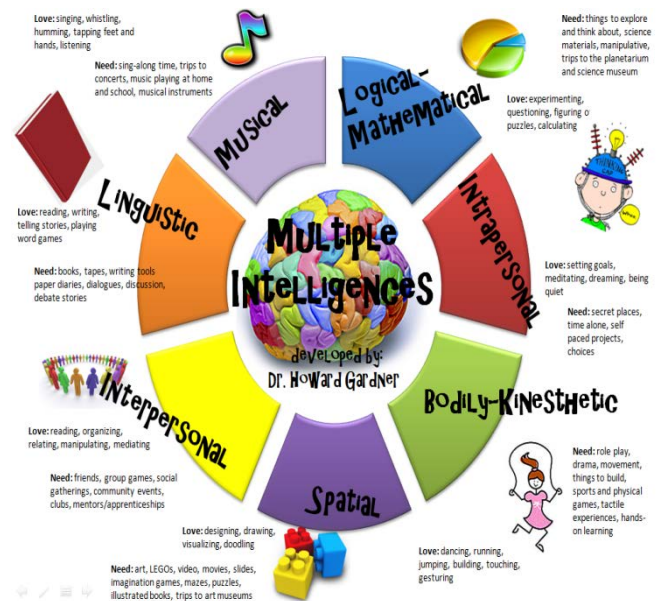 Love: singing, whistling,
humming, tapping feet and
hands, listening
Need: sing-along time, trips to
concerts, music playing at home
and school, musical instruments
Musical
Logical-
Mathematical
Need: things to explore
and think about, science
materials, manipulative,
trips to the planetarium
and science museum
Love: experimenting,
questioning, figuring o
puzzles, calculating
THINKING
CAP
Linguistic
Love: reading, writing,
telling stories, playing
word games
Need: books, tapes, writing tools
paper diaries, dialogues, discussion,
debate stories
Multiple
Intelligences
developed by:
Dr. Howard Gardner
Intrapersonal
Love: setting goals,
meditating, dreaming, being
quiet
Need: secret places,
time alone, self
paced projects,
choices
Interpersonal
Love: reading, organizing,
relating, manipulating, mediating
Need: friends, group games, social
gatherings, community events,
clubs, mentors/apprenticeships
Bodily-Kinesthetic
Need: role play,
drama, movement,
things to build,
sports and physical
games, tactile
experiences, hands-
on learning
Love: dancing, running,
jumping, building, touching,
gesturing
Spatial
Love: designing, drawing,
visualizing, doodling
Need: art, LEGOs, video, movies, slides,
imagination games, mazes, puzzles,
illustrated books, trips to art museums